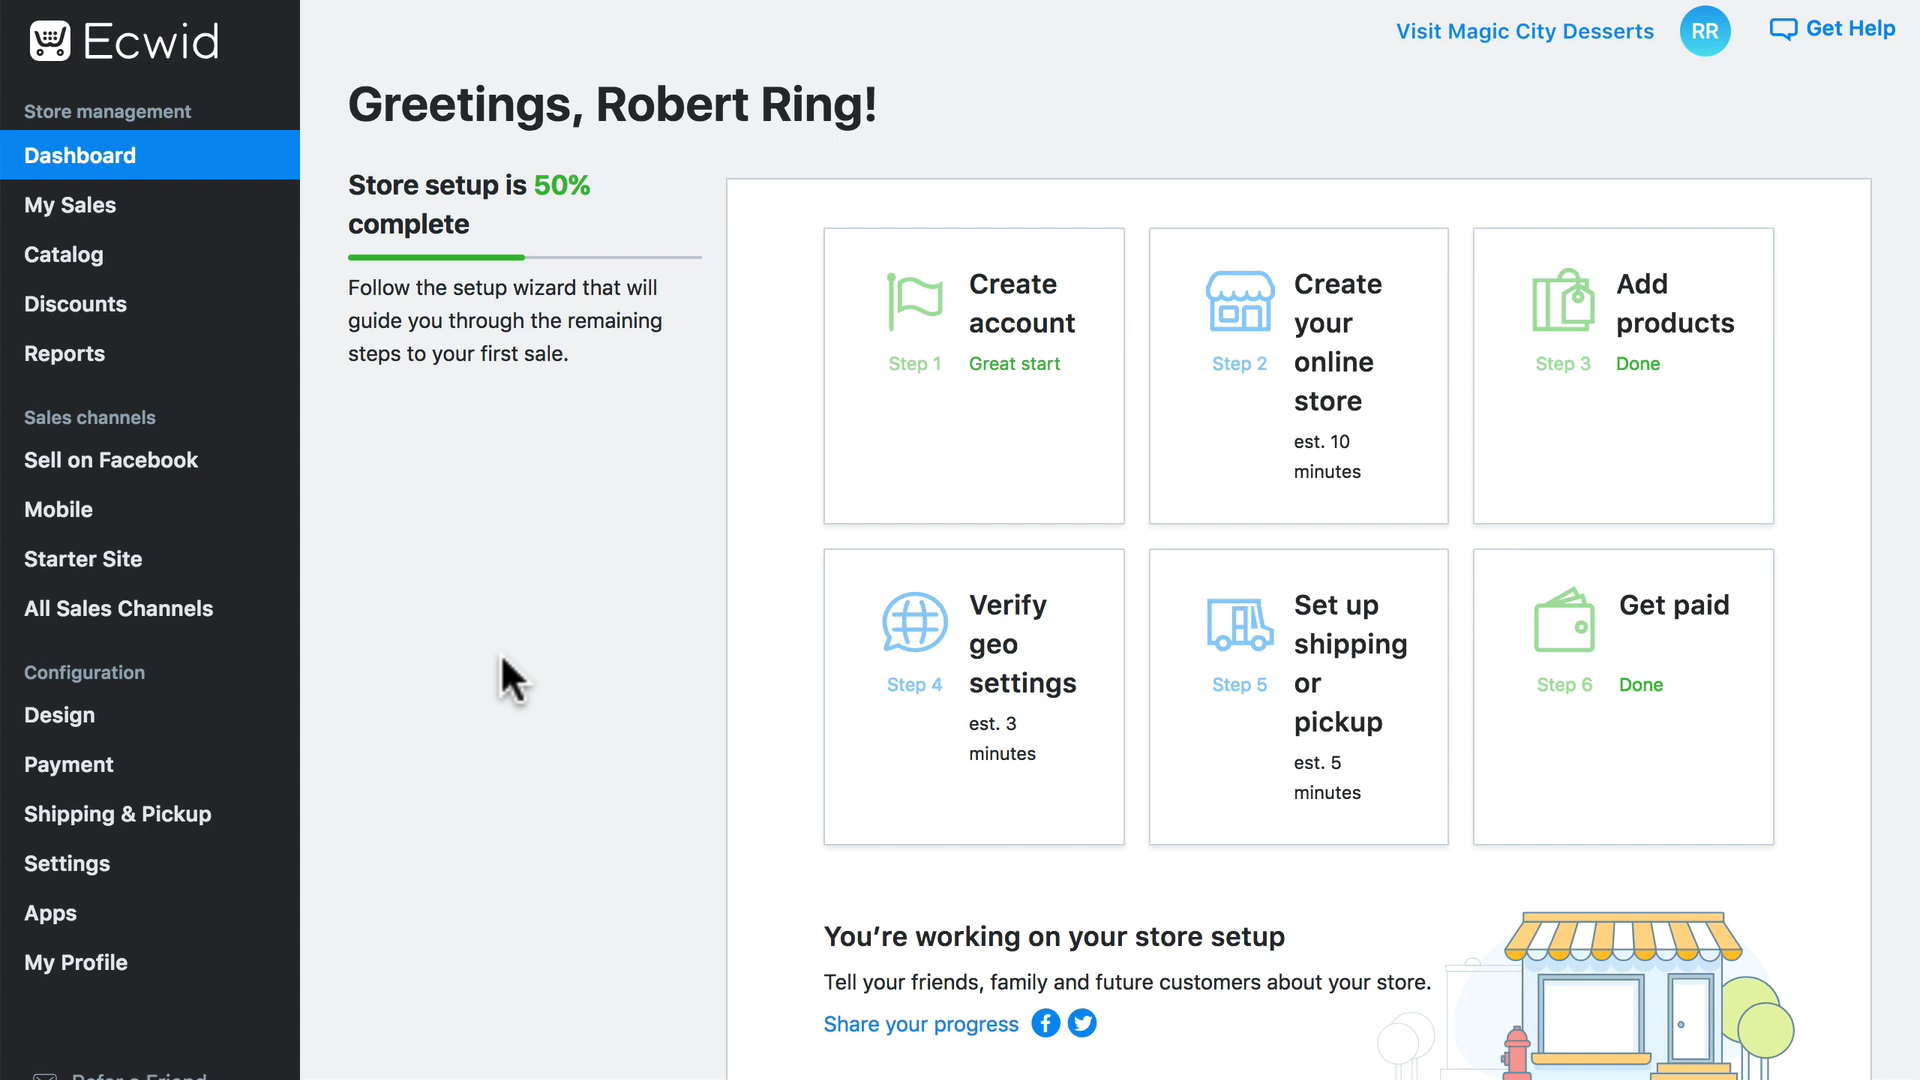 Ecwid
Store management
Dashboard
My Sales
Catalog
Discounts
Reports
Sales channels
Sell on Facebook
Mobile
Starter Site
All Sales Channels
Configuration
Design
Payment
Shipping & Pickup
Settings
Apps
My Profile
Refer a Friend
Visit Magic City Desserts
RR
Get Help
Greetings, Robert Ring!
Store setup is 50%
complete
Follow the setup wizard that will
guide you through the remaining
steps to your first sale.
Create
account
Step 1 Great start
Create
your
online
store
Step 2
est. 10
minutes
Add
products
Step 3 Done
Verify
geo
settings
Step 4
est. 3
minutes
Set up
shipping
or
pickup
Step 5
est. 5
minutes
Get paid
Step 6 Done
You're working on your store setup
Tell your friends, family and future customers about your store.
Share your progress